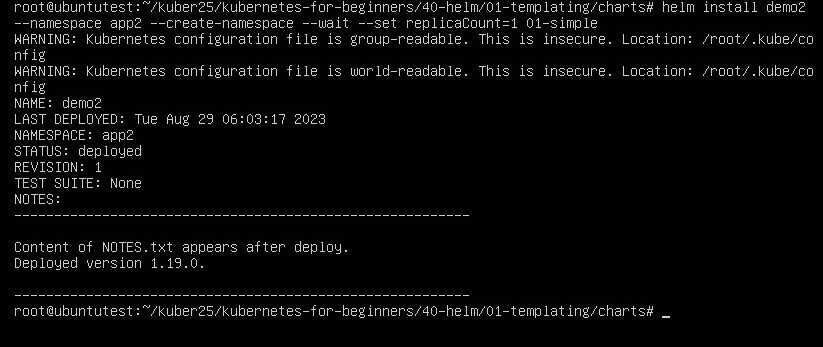 root@ubuntutest:~/kuber25/kubernetes-for-beginners/40-helm/01-templating/charts# helm install demo2
--namespace app2 --create-namespace --wait --set replicaCount=1 01-simple
WARNING: Kubernetes configuration file is group-readable. This is insecure. Location: /root/.kube/co
nfig
WARNING: Kubernetes configuration file is world-readable. This is insecure. Location: /root/.kube/co
nfig
NAME: demo2
LAST DEPLOYED: Tue Aug 29 06:03:17 2023
NAMESPACE: app2
STATUS: deployed
REVISION: 1
TEST SUITE: None
NOTES:
---------------------------------------------------------
Content of NOTES.txt appears after deploy.
Deployed version 1.19.0.
---------------------------------------------------------
root@ubuntutest:~/kuber25/kubernetes-for-beginners/40-helm/01-templating/charts# _